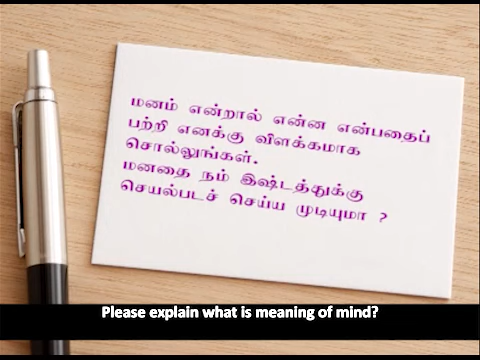 மனம் என்றால் என்ன என்பதைப்
பற்றி எனக்கு விளக்கமாக
சொல்லுங்கள்.
மனதை நம் இஷ்டத்துக்கு
செயல்படச் செய்ய முடியுமா ?
Please explain what is meaning of mind?